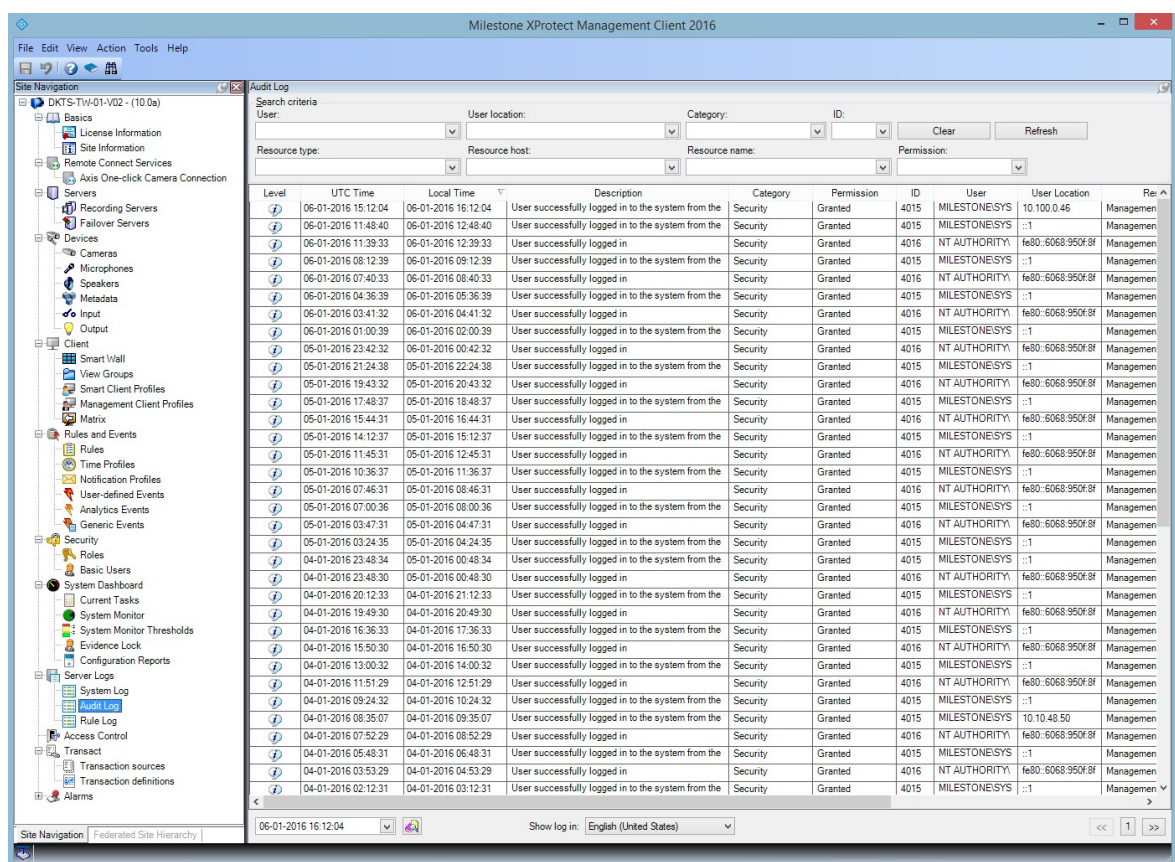 Milestone XProtect Management Client 2016
File Edit View Action Tools Help
Site Navigation
DKTS-TW-01-V02 - (10.0a)
Basics
License Information
Site Information
Remote Connect Services
Axis One-click Camera Connection
Servers
Recording Servers
Failover Servers
Devices
Cameras
Microphones
Speakers
Metadata
Input
Output
Client
Smart Wall
View Groups
Smart Client Profiles
Management Client Profiles
Matrix
Rules and Events
Rules
Time Profiles
Notification Profiles
User-defined Events
Analytics Events
Generic Events
Security
Roles
Basic Users
System Dashboard
Current Tasks
System Monitor
System Monitor Thresholds
Evidence Lock
Configuration Reports
Server Logs
System Log
Audit Log
Rule Log
Access Control
Transact
Transaction sources
Transaction definitions
Alarms
Site Navigation Federated Site Hierarchy
Audit Log
Search criteria
User: User location: Category: ID:
Clear Refresh
Resource type: Resource host: Resource name: Permission:
Level UTC Time Local Time Description Category Permission ID User User Location Re
06-01-2016 15:12:04 06-01-2016 16:12:04 User successfully logged in to the system from the Security Granted 4015 MILESTONE\SYS 10.100.0.46 Managemen
06-01-2016 11:48:40 06-01-2016 12:48:40 User successfully logged in to the system from the Security Granted 4015 MILESTONE\SYS ::1 Managemen
06-01-2016 11:39:33 06-01-2016 12:39:33 User successfully logged in Security Granted 4016 NT AUTHORITY\ fe80::6068:950f:8f Managemen
06-01-2016 08:12:39 06-01-2016 09:12:39 User successfully logged in to the system from the Security Granted 4015 MILESTONE\SYS ::1 Managemen
06-01-2016 07:40:33 06-01-2016 08:40:33 User successfully logged in Security Granted 4016 NT AUTHORITY\ fe80::6068:950f:8f Managemen
06-01-2016 04:36:39 06-01-2016 05:36:39 User successfully logged in to the system from the Security Granted 4015 MILESTONE\SYS ::1 Managemen
06-01-2016 03:41:32 06-01-2016 04:41:32 User successfully logged in Security Granted 4016 NT AUTHORITY\ fe80::6068:950f:8f Managemen
06-01-2016 01:00:39 06-01-2016 02:00:39 User successfully logged in to the system from the Security Granted 4015 MILESTONE\SYS ::1 Managemen
05-01-2016 23:42:32 06-01-2016 00:42:32 User successfully logged in Security Granted 4016 NT AUTHORITY\ fe80::6068:950f:8f Managemen
05-01-2016 21:24:38 05-01-2016 22:24:38 User successfully logged in to the system from the Security Granted 4015 MILESTONE\SYS ::1 Managemen
05-01-2016 19:43:32 05-01-2016 20:43:32 User successfully logged in Security Granted 4016 NT AUTHORITY\ fe80::6068:950f:8f Managemen
05-01-2016 17:48:37 05-01-2016 18:48:37 User successfully logged in to the system from the Security Granted 4015 MILESTONE\SYS ::1 Managemen
05-01-2016 15:44:31 05-01-2016 16:44:31 User successfully logged in Security Granted 4016 NT AUTHORITY\ fe80::6068:950f:8f Managemen
05-01-2016 14:12:37 05-01-2016 15:12:37 User successfully logged in to the system from the Security Granted 4015 MILESTONE\SYS ::1 Managemen
05-01-2016 11:45:31 05-01-2016 12:45:31 User successfully logged in Security Granted 4016 NT AUTHORITY\ fe80::6068:950f:8f Managemen
05-01-2016 10:36:37 05-01-2016 11:36:37 User successfully logged in to the system from the Security Granted 4015 MILESTONE\SYS ::1 Managemen
05-01-2016 07:46:31 05-01-2016 08:46:31 User successfully logged in Security Granted 4016 NT AUTHORITY\ fe80::6068:950f:8f Managemen
05-01-2016 07:00:36 05-01-2016 08:00:36 User successfully logged in to the system from the Security Granted 4015 MILESTONE\SYS ::1 Managemen
05-01-2016 03:47:31 05-01-2016 04:47:31 User successfully logged in Security Granted 4016 NT AUTHORITY\ fe80::6068:950f:8f Managemen
05-01-2016 03:24:35 05-01-2016 04:24:35 User successfully logged in to the system from the Security Granted 4015 MILESTONE\SYS ::1 Managemen
04-01-2016 23:48:34 05-01-2016 00:48:34 User successfully logged in to the system from the Security Granted 4015 MILESTONE\SYS ::1 Managemen
04-01-2016 23:48:30 05-01-2016 00:48:30 User successfully logged in Security Granted 4016 NT AUTHORITY\ fe80::6068:950f:8f Managemen
04-01-2016 20:12:33 04-01-2016 21:12:33 User successfully logged in to the system from the Security Granted 4015 MILESTONE\SYS ::1 Managemen
04-01-2016 19:49:30 04-01-2016 20:49:30 User successfully logged in Security Granted 4016 NT AUTHORITY\ fe80::6068:950f:8f Managemen
04-01-2016 16:36:33 04-01-2016 17:36:33 User successfully logged in to the system from the Security Granted 4015 MILESTONE\SYS ::1 Managemen
04-01-2016 15:50:30 04-01-2016 16:50:30 User successfully logged in Security Granted 4016 NT AUTHORITY\ fe80::6068:950f:8f Managemen
04-01-2016 13:00:32 04-01-2016 14:00:32 User successfully logged in to the system from the Security Granted 4015 MILESTONE\SYS ::1 Managemen
04-01-2016 11:51:29 04-01-2016 12:51:29 User successfully logged in Security Granted 4016 NT AUTHORITY\ fe80::6068:950f:8f Managemen
04-01-2016 09:24:32 04-01-2016 10:24:32 User successfully logged in to the system from the Security Granted 4015 MILESTONE\SYS ::1 Managemen
04-01-2016 08:35:07 04-01-2016 09:35:07 User successfully logged in to the system from the Security Granted 4015 MILESTONE\SYS 10.10.48.50 Managemen
04-01-2016 07:52:29 04-01-2016 08:52:29 User successfully logged in Security Granted 4016 NT AUTHORITY\ fe80::6068:950f:8f Managemen
04-01-2016 05:48:31 04-01-2016 06:48:31 User successfully logged in to the system from the Security Granted 4015 MILESTONE\SYS ::1 Managemen
04-01-2016 03:53:29 04-01-2016 04:53:29 User successfully logged in Security Granted 4016 NT AUTHORITY\ fe80::6068:950f:8f Managemen
04-01-2016 02:12:31 04-01-2016 03:12:31 User successfully logged in to the system from the Security Granted 4015 MILESTONE\SYS ::1 Managemen
06-01-2016 16:12:04 Show log in: English (United States) << 1 >>